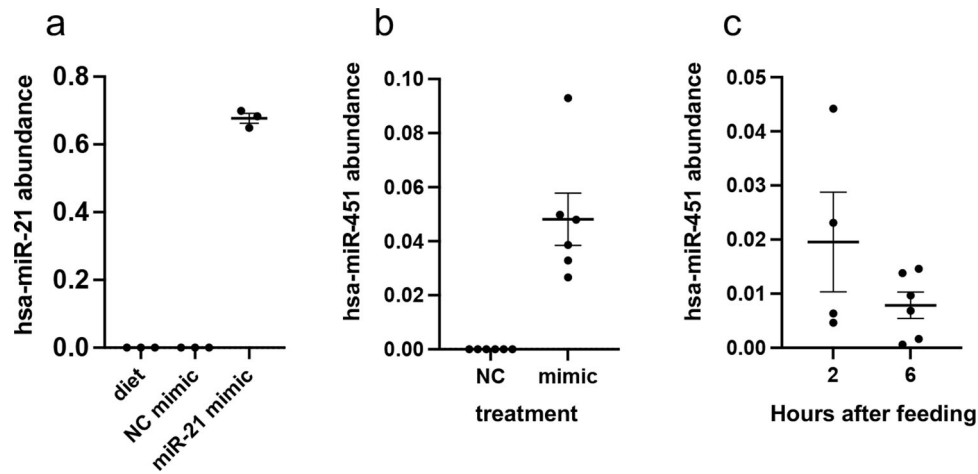 a
hsa-miR-21 abundance
0.8
0.6
0.4
0.2
0.0
diet
NC mimic
miR-21 mimic
b
hsa-miR-451 abundance
0.10
0.08
0.06
0.04
0.02
0.00
NC mimic
treatment
c
hsa-miR-451 abundance
0.05
0.04
0.03
0.02
0.01
0.00
2 6
Hours after feeding